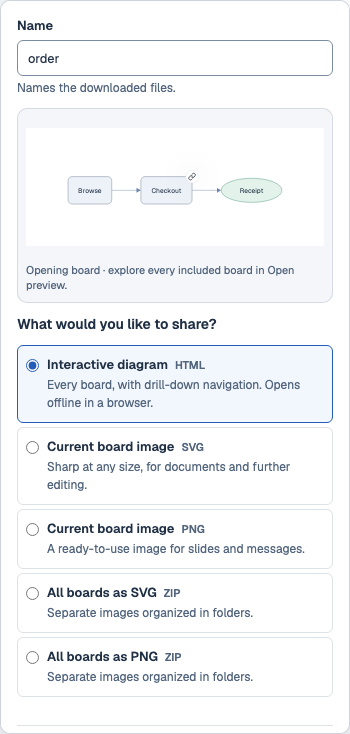 Name
order
Names the downloaded files.
Browse
Checkout
Receipt
Opening board · explore every included board in Open
preview.
What would you like to share?
Interactive diagram HTML
Every board, with drill-down navigation. Opens
offline in a browser.
Current board image SVG
Sharp at any size, for documents and further
editing.
Current board image PNG
A ready-to-use image for slides and messages.
All boards as SVG ZIP
Separate images organized in folders.
All boards as PNG ZIP
Separate images organized in folders.